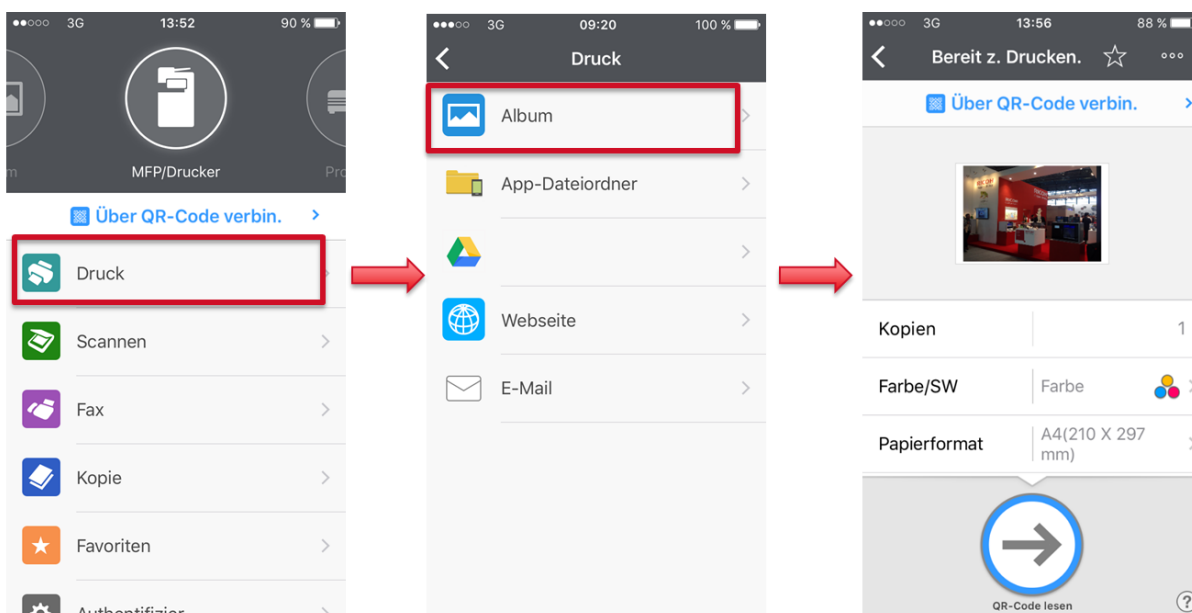 3G 13:52 90 %
MFP/Drucker
Über QR-Code verbin.
Druck
Scannen
Fax
Kopie
Favoriten
Authentifizier
3G 09:20 100 %
Druck
Album
App-Dateiordner
Webseite
E-Mail
3G 13:56 88 %
Bereit z. Drucken.
Über QR-Code verbin.
Kopien 1
Farbe/SW Farbe
Papierformat A4(210 X 297
mm)
QR-Code lesen
?